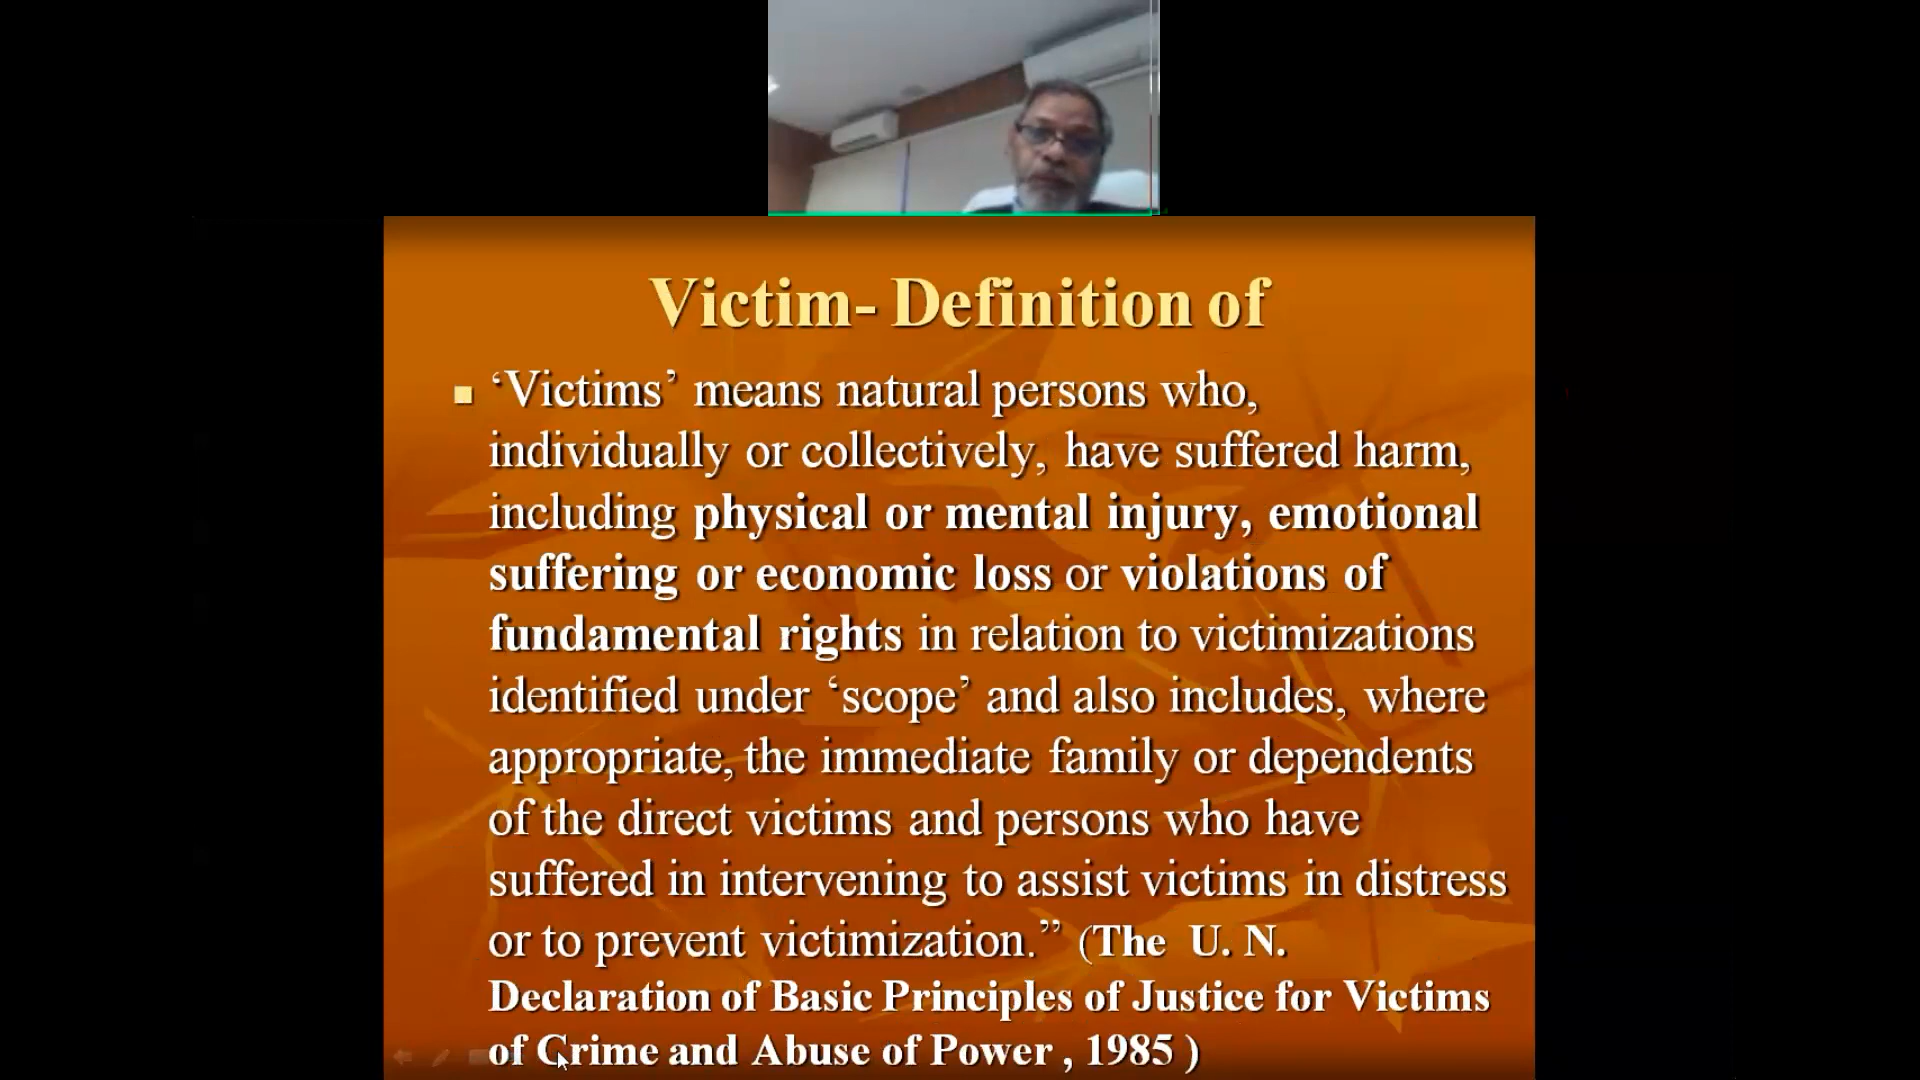 Victim- Definition of
‘Victims’ means natural persons who,
individually or collectively, have suffered harm,
including physical or mental injury, emotional
suffering or economic loss or violations of
fundamental rights in relation to victimizations
identified under ‘scope’ and also includes, where
appropriate, the immediate family or dependents
of the direct victims and persons who have
suffered in intervening to assist victims in distress
or to prevent victimization.” (The U. N.
Declaration of Basic Principles of Justice for Victims
of Crime and Abuse of Power , 1985 )